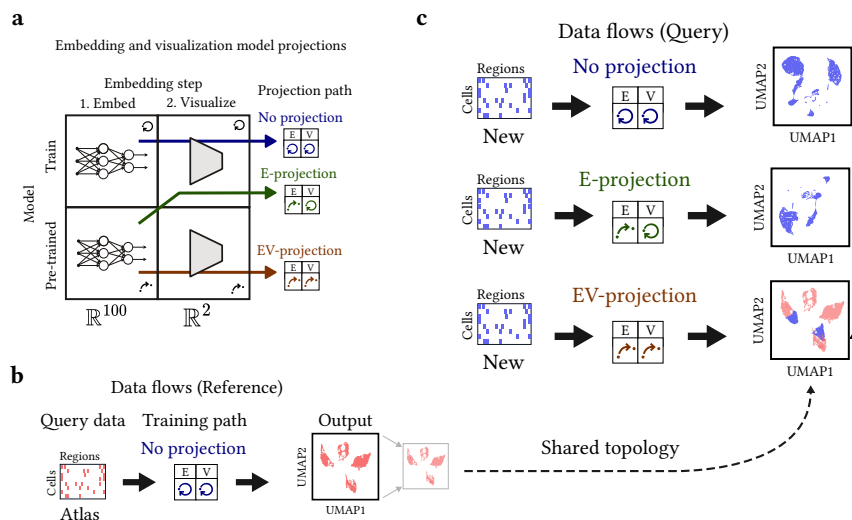 a
Embedding and visualization model projections
Embedding step
1. Embed
2. Visualize
Projection path
Model
Train
Pre-trained
No projection
E V
E-projection
E V
EV-projection
E V
ℝ100
ℝ2
b
Data flows (Reference)
Query data
Training path
Output
Regions
Cells
Atlas
No projection
E V
UMAP2
UMAP1
Shared topology
c
Data flows (Query)
Regions
Cells
New
No projection
E V
UMAP2
UMAP1
Regions
Cells
New
E-projection
E V
UMAP2
UMAP1
Regions
Cells
New
EV-projection
E V
UMAP2
UMAP1